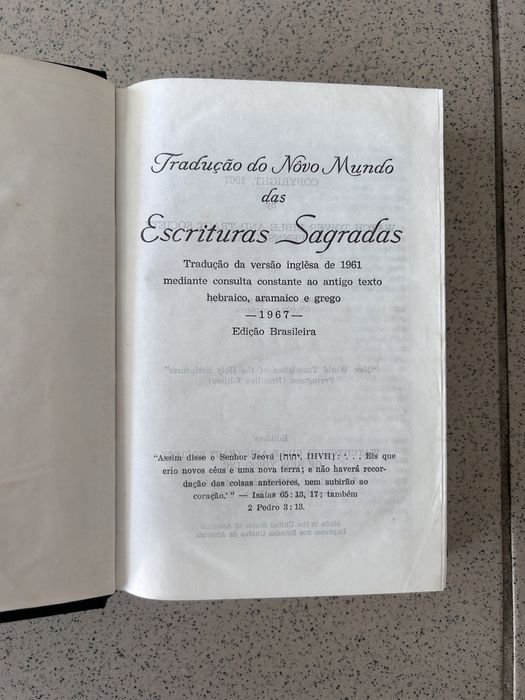 Tradução do Nôvo Mundo
das
Escrituras Sagradas
Tradução da versão inglêsa de 1961
mediante consulta constante ao antigo texto
hebraico, aramaico e grego
—1967—
Edição Brasileira
"Assim disse o Senhor Jeová [יהוה, IHVH]: '. . . Eis que
crio novos céus e uma nova terra; e não haverá recor-
dação das coisas anteriores, nem subirão ao
coração.'" — Isaías 65:13, 17; também
2 Pedro 3:13.